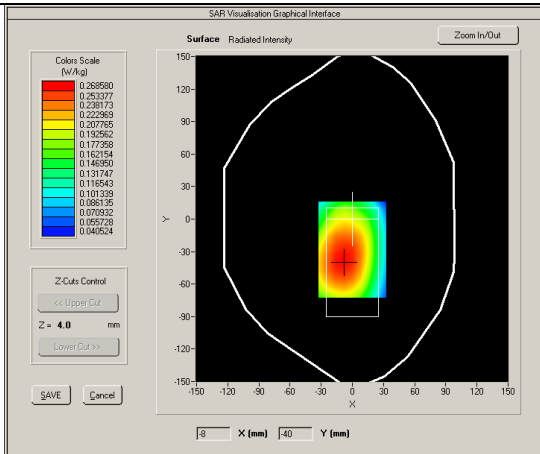 SAR Visualisation Graphical Interface
Surface Radiated Intensity
Zoom In/Out
Colors Scale
(W/kg)
0.268580
0.253377
0.238173
0.222969
0.207765
0.192562
0.177358
0.162154
0.146950
0.131747
0.116543
0.101339
0.086135
0.070932
0.055728
0.040524
Z-Cuts Control
<< Upper Cut
Z = 4.0 mm
Lower Cut >>
SAVE Cancel
150
120
90
60
30
0
-30
-60
-90
-120
-150
Y
-150 -120 -90 -60 -30 0 30 60 90 120 150
X
-8 X (mm) -40 Y (mm)